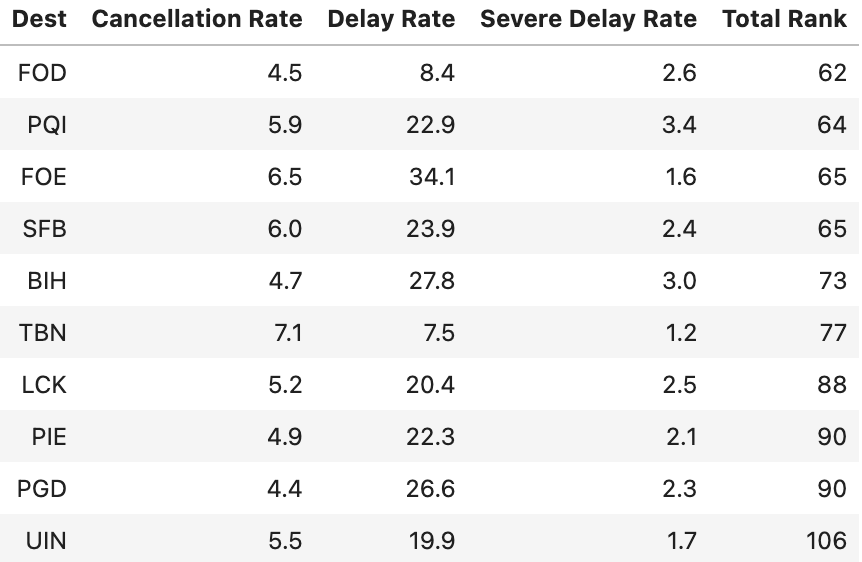 Dest Cancellation Rate Delay Rate Severe Delay Rate Total Rank
FOD 4.5 8.4 2.6 62
PQI 5.9 22.9 3.4 64
FOE 6.5 34.1 1.6 65
SFB 6.0 23.9 2.4 65
BIH 4.7 27.8 3.0 73
TBN 7.1 7.5 1.2 77
LCK 5.2 20.4 2.5 88
PIE 4.9 22.3 2.1 90
PGD 4.4 26.6 2.3 90
UIN 5.5 19.9 1.7 106